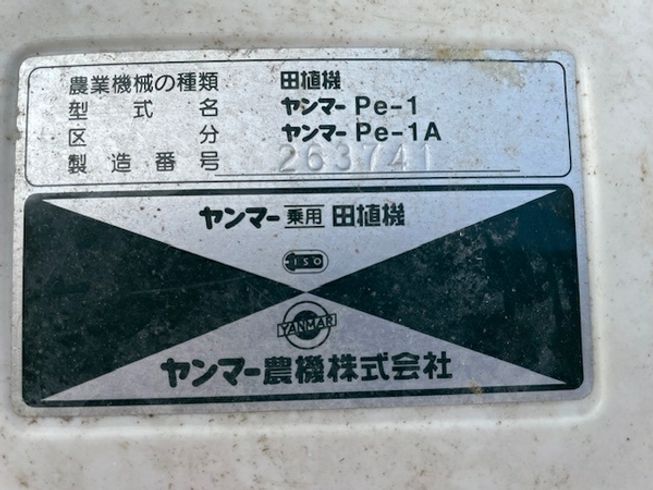 農業機械の種類 田植機
型式名 ヤンマー Pe-1
区分 ヤンマー Pe-1A
製造番号 263741
ヤンマー 乗用 田植機
ISO
YANMAR
ヤンマー農機株式会社